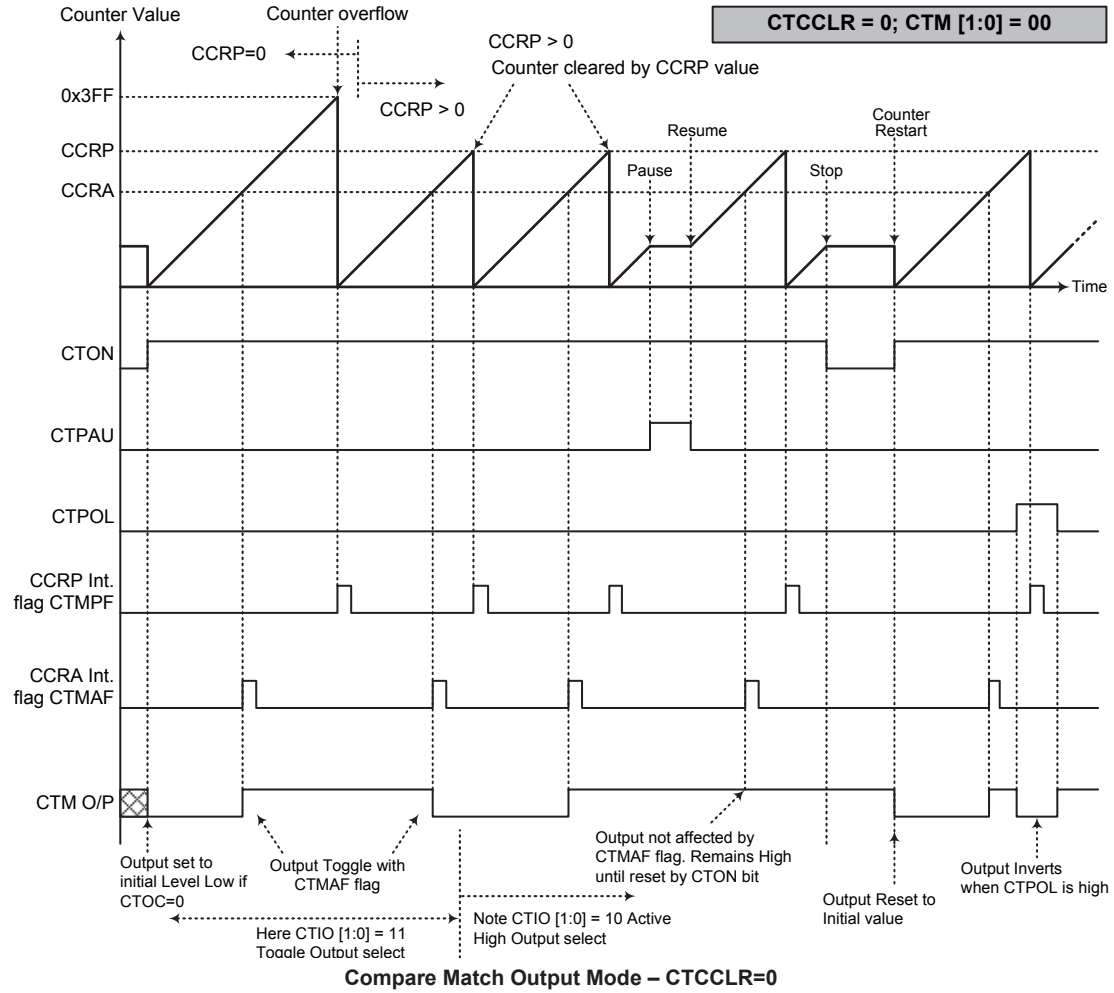 Counter Value
Counter overflow
CTCCLR = 0; CTM [1:0] = 00
CCRP=0
CCRP > 0
CCRP > 0
Counter cleared by CCRP value
0x3FF
CCRP
CCRA
Pause
Resume
Stop
Counter
Restart
Time
CTON
CTPAU
CTPOL
CCRP Int.
flag CTMPF
CCRA Int.
flag CTMAF
CTM O/P
Output set to
initial Level Low if
CTOC=0
Output Toggle with
CTMAF flag
Output not affected by
CTMAF flag. Remains High
until reset by CTON bit
Output Reset to
Initial value
Output Inverts
when CTPOL is high
Here CTIO [1:0] = 11
Toggle Output select
Note CTIO [1:0] = 10 Active
High Output select
Compare Match Output Mode – CTCCLR=0